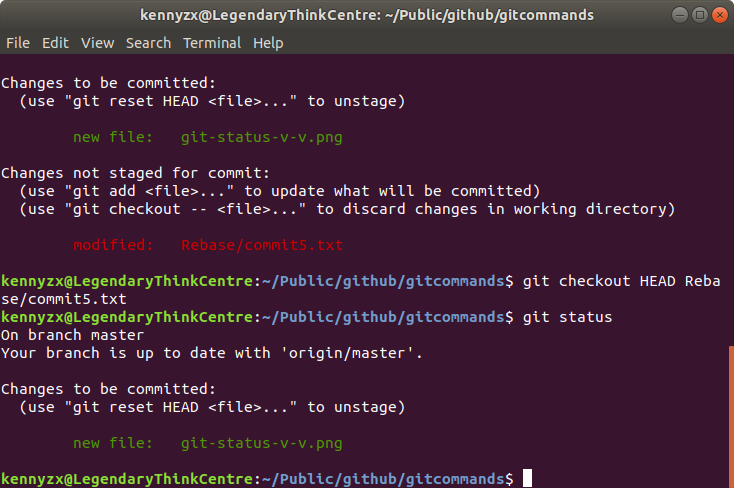 kennyzx@LegendaryThinkCentre: ~/Public/github/gitcommands
File Edit View Search Terminal Help
Changes to be committed:
  (use "git reset HEAD <file>..." to unstage)
        new file:   git-status-v-v.png
Changes not staged for commit:
  (use "git add <file>..." to update what will be committed)
  (use "git checkout -- <file>..." to discard changes in working directory)
        modified:   Rebase/commit5.txt
kennyzx@LegendaryThinkCentre:~/Public/github/gitcommands$ git checkout HEAD Reba
se/commit5.txt
kennyzx@LegendaryThinkCentre:~/Public/github/gitcommands$ git status
On branch master
Your branch is up to date with 'origin/master'.
Changes to be committed:
  (use "git reset HEAD <file>..." to unstage)
        new file:   git-status-v-v.png
kennyzx@LegendaryThinkCentre:~/Public/github/gitcommands$